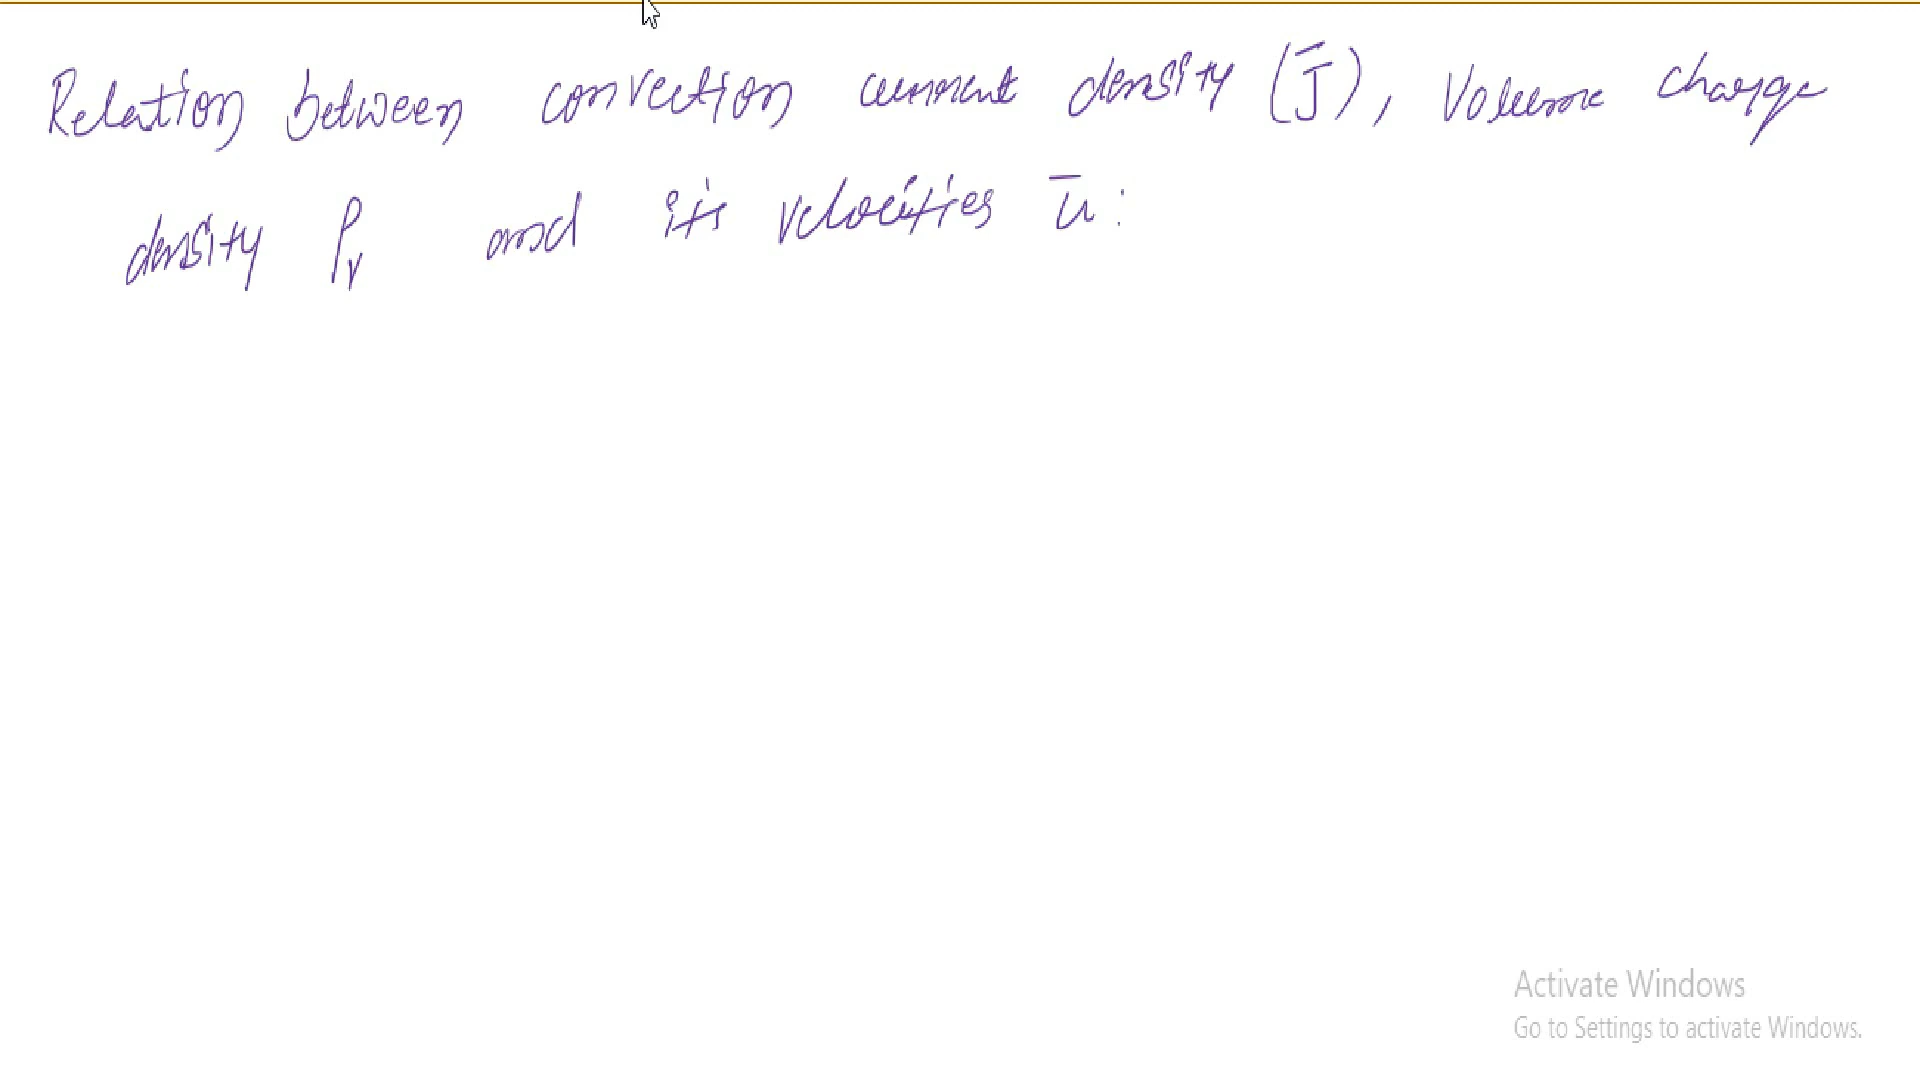 Relation between convection current density (J̅), Volume charge
density ρᵥ and its velocities u̅:
Activate Windows
Go to Settings to activate Windows.